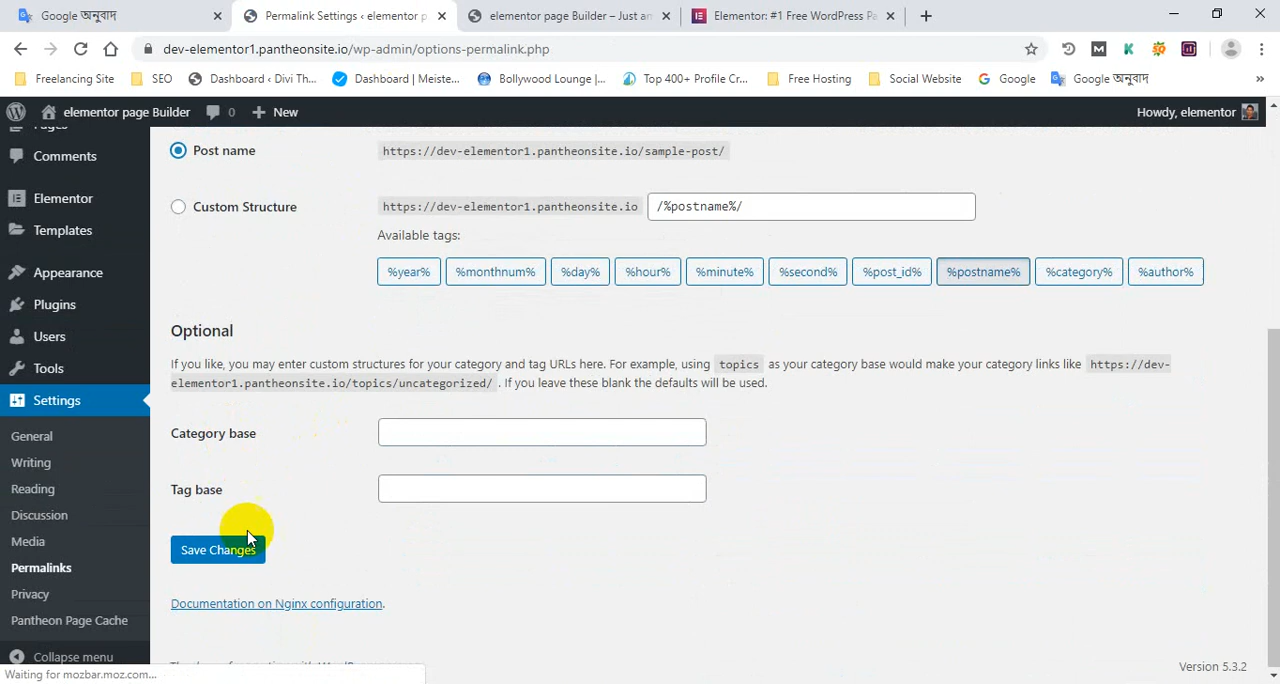 Google অনুবাদ
Permalink Settings ‹ elementor p
elementor page Builder – Just an
Elementor: #1 Free WordPress Pa
dev-elementor1.pantheonsite.io/wp-admin/options-permalink.php
Freelancing Site
SEO
Dashboard ‹ Divi Th...
Dashboard | Meiste...
Bollywood Lounge |...
Top 400+ Profile Cr...
Free Hosting
Social Website
Google
Google অনুবাদ
»
elementor page Builder
0
+ New
Howdy, elementor
Pages
Comments
Elementor
Templates
Appearance
Plugins
Users
Tools
Settings
General
Writing
Reading
Discussion
Media
Permalinks
Privacy
Pantheon Page Cache
Collapse menu
Post name
https://dev-elementor1.pantheonsite.io/sample-post/
Custom Structure
https://dev-elementor1.pantheonsite.io
/%postname%/
Available tags:
%year% %monthnum% %day% %hour% %minute% %second% %post_id% %postname% %category% %author%
Optional
If you like, you may enter custom structures for your category and tag URLs here. For example, using topics as your category base would make your category links like https://dev-
elementor1.pantheonsite.io/topics/uncategorized/ . If you leave these blank the defaults will be used.
Category base
Tag base
Save Changes
Documentation on Nginx configuration.
Version 5.3.2
Waiting for mozbar.moz.com...